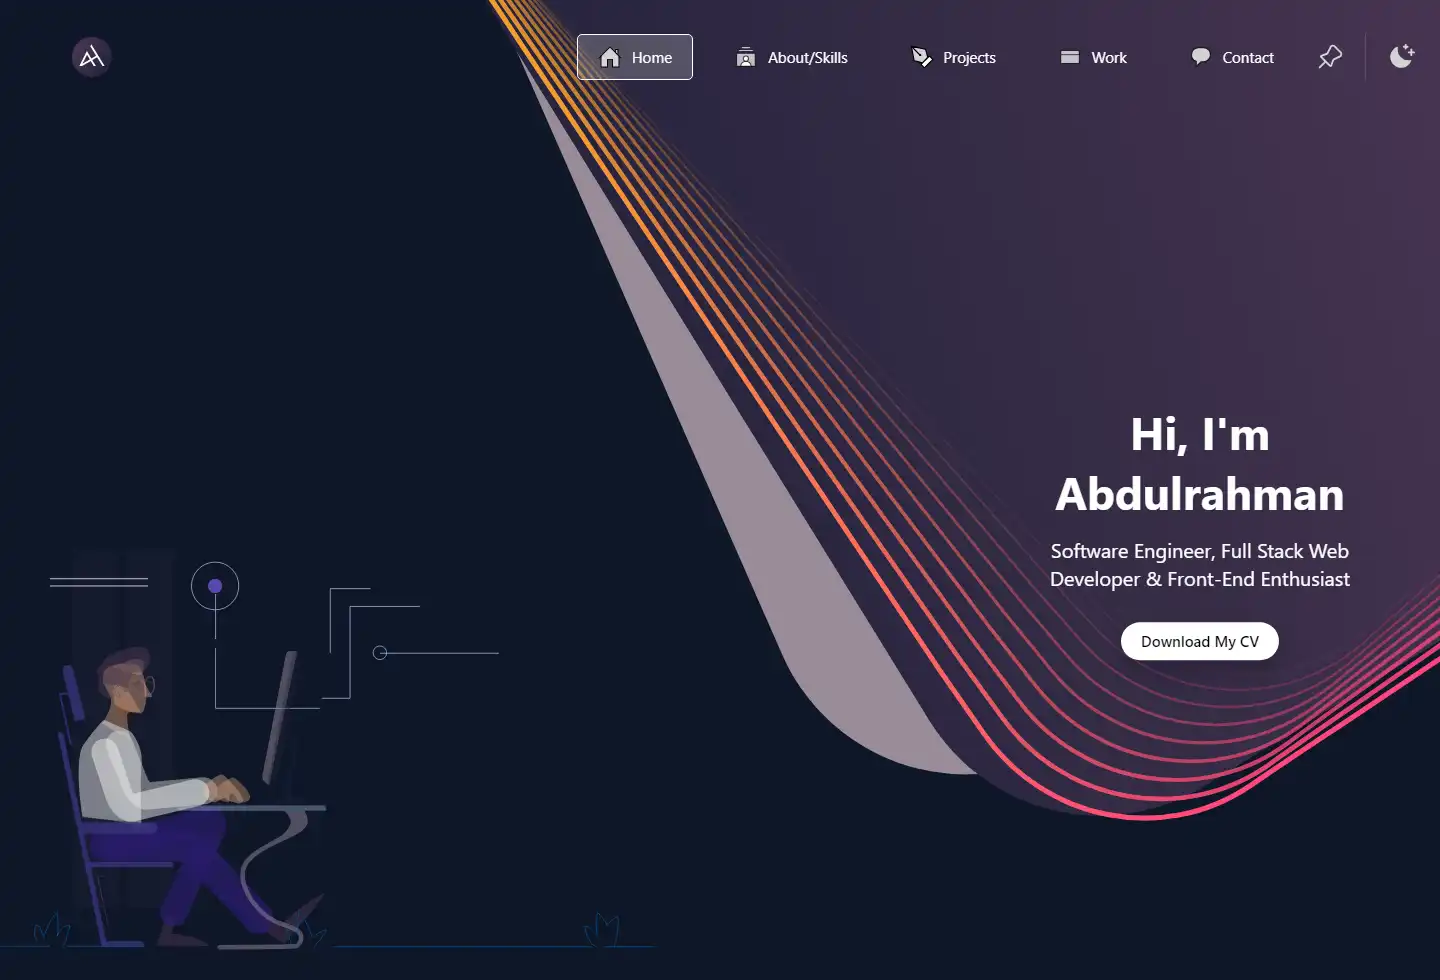 Home
About/Skills
Projects
Work
Contact
Hi, I'm
Abdulrahman
Software Engineer, Full Stack Web
Developer & Front-End Enthusiast
Download My CV